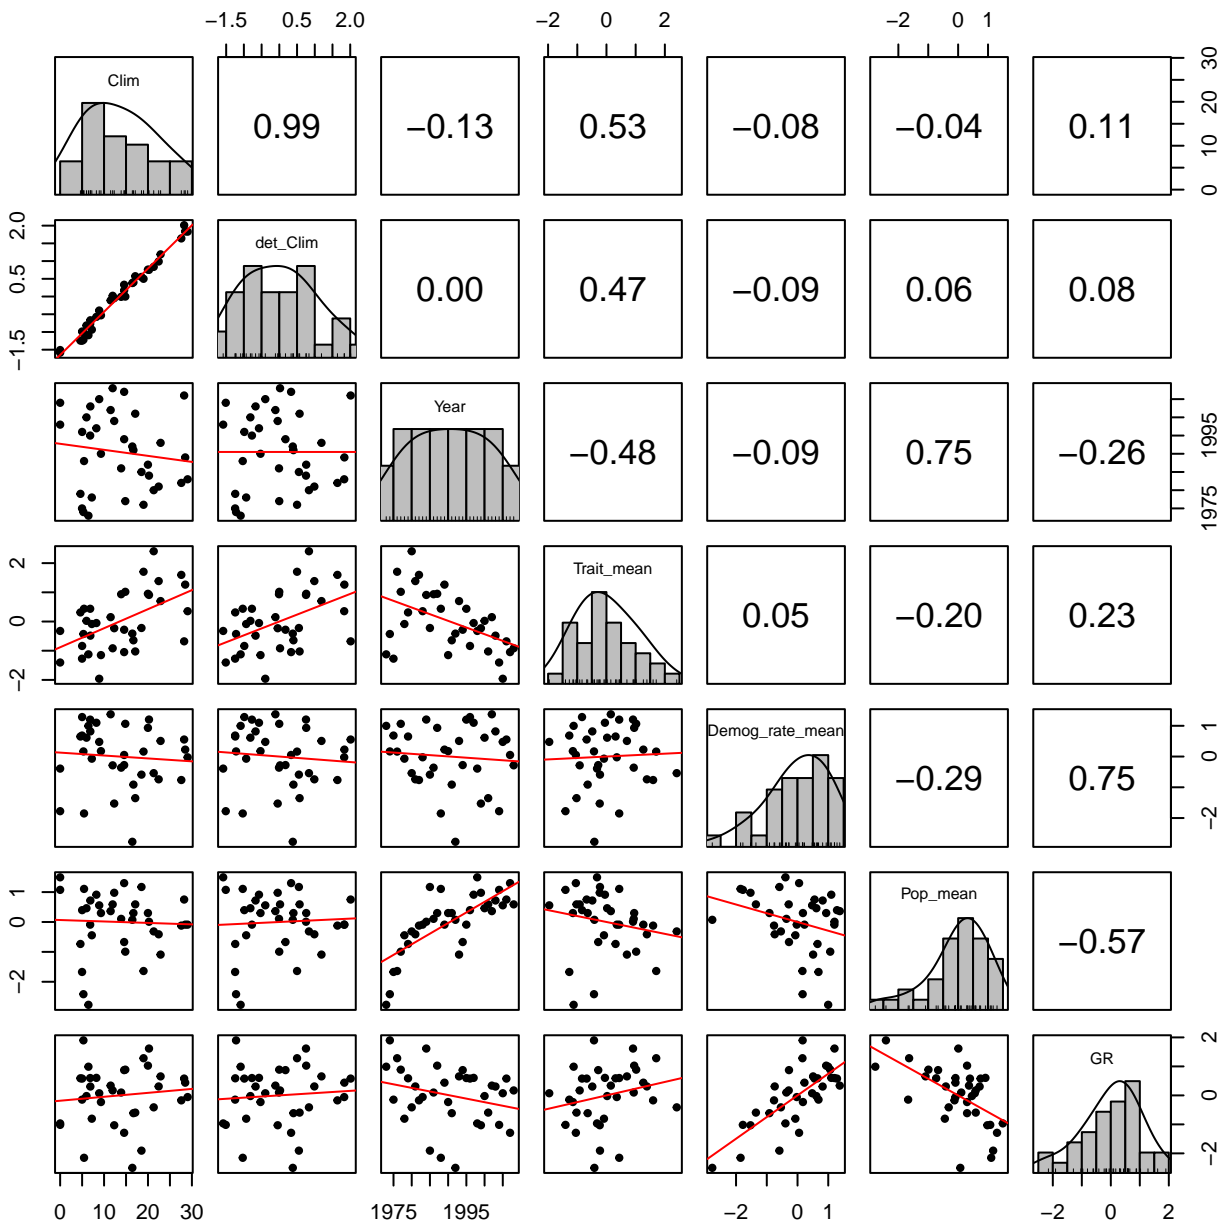 −1.5 0.5 2.0 −2 0 2 −2 0 1
Clim 0.99 −0.13 0.53 −0.08 −0.04 0.11 0 10 20 30
−1.5 0.5 2.0 det_Clim 0.00 0.47 −0.09 0.06 0.08
Year −0.48 −0.09 0.75 −0.26 1975 1995
−2 0 2 Trait_mean 0.05 −0.20 0.23
Demog_rate_mean −0.29 0.75 −2 0 1
−2 0 1 Pop_mean −0.57
GR −2 0 2
0 10 20 30 1975 1995 −2 0 1 −2 0 2